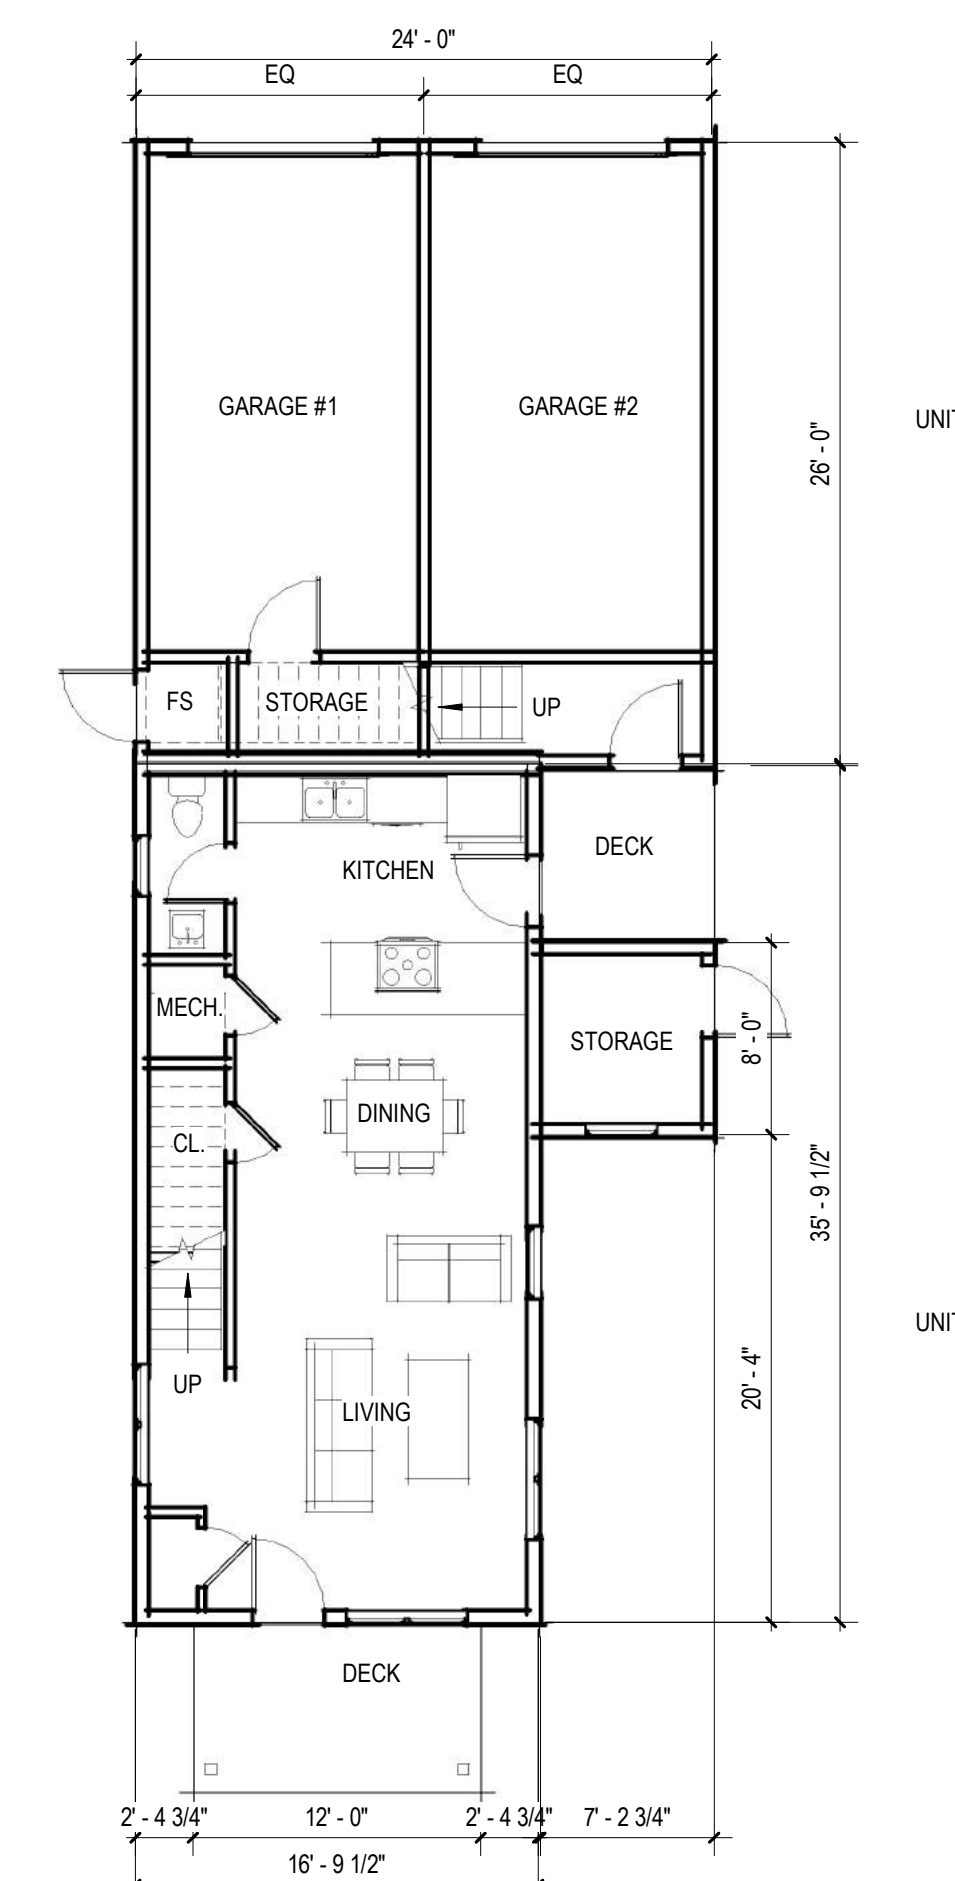 24' - 0"
EQ EQ
GARAGE #1 GARAGE #2
26' - 0"
UNIT
FS STORAGE UP
KITCHEN DECK
MECH. STORAGE
8' - 0"
CL. DINING
35' - 9 1/2"
UNIT
20' - 4"
UP LIVING
DECK
2' - 4 3/4" 12' - 0" 2' - 4 3/4" 7' - 2 3/4"
16' - 9 1/2"